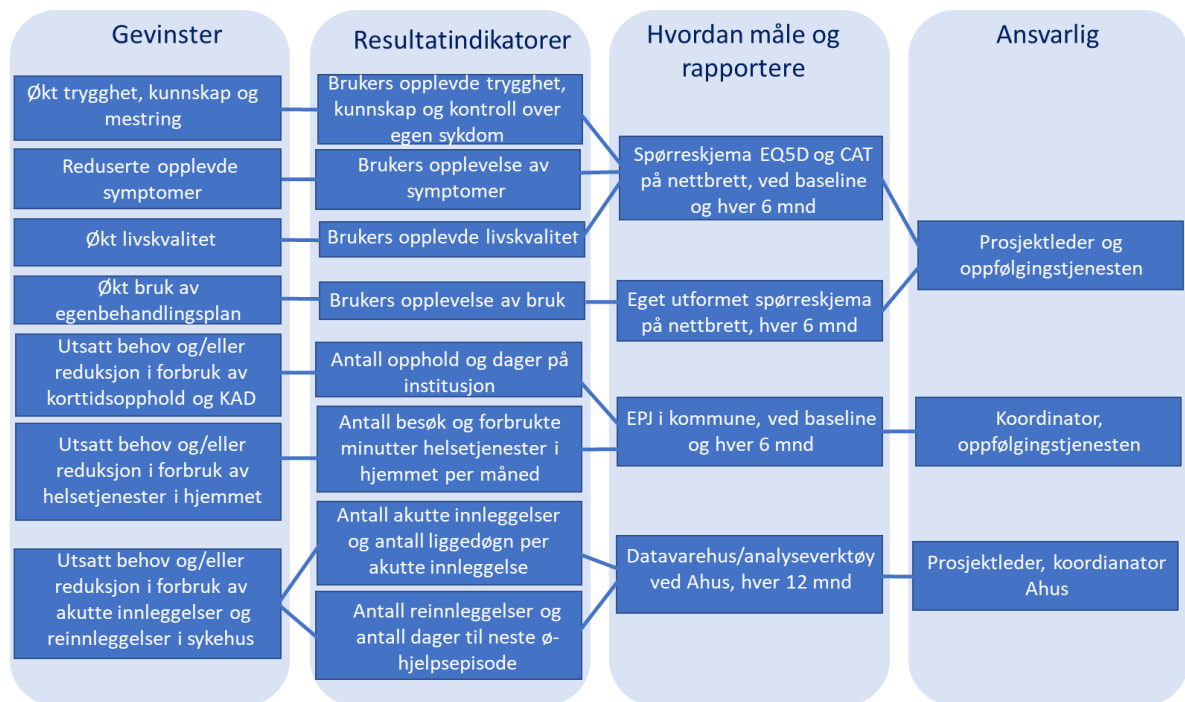 Gevinster
Økt trygghet, kunnskap og
mestring
Reduserte opplevde
symptomer
Økt livskvalitet
Økt bruk av
egenbehandlingsplan
Utsatt behov og/eller
reduksjon i forbruk av
korttidsopphold og KAD
Utsatt behov og/eller
reduksjon i forbruk av
helsetjenester i hjemmet
Utsatt behov og/eller
reduksjon i forbruk av
akutte innleggelser og
reinnleggelser i sykehus
Resultatindikatorer
Brukers opplevde trygghet,
kunnskap og kontroll over
egen sykdom
Brukers opplevelse av
symptomer
Brukers opplevde livskvalitet
Brukers opplevelse av bruk
Antall opphold og dager på
institusjon
Antall besøk og forbrukte
minutter helsetjenester i
hjemmet per måned
Antall akutte innleggelser
og antall liggedøgn per
akutte innleggelse
Antall reinnleggelser og
antall dager til neste ø-
hjelpsepisode
Hvordan måle og
rapportere
Spørreskjema EQ5D og CAT
på nettbrett, ved baseline
og hver 6 mnd
Eget utformet spørreskjema
på nettbrett, hver 6 mnd
EPJ i kommune, ved baseline
og hver 6 mnd
Datavarehus/analyseverktøy
ved Ahus, hver 12 mnd
Ansvarlig
Prosjektleder og
oppfølgingstjenesten
Koordinator,
oppfølgingstjenesten
Prosjektleder, koordianator
Ahus